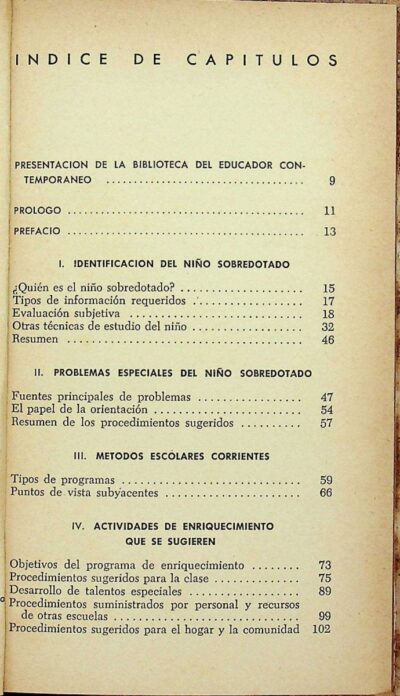 INDICE DE CAPITULOS
PRESENTACION DE LA BIBLIOTECA DEL EDUCADOR CON-
TEMPORANEO .................................... 9
PROLOGO ............................................ 11
PREFACIO ............................................ 13
I. IDENTIFICACION DEL NIÑO SOBREDOTADO
¿Quién es el niño sobredotado? .................... 15
Tipos de información requeridos .................. 17
Evaluación subjetiva ............................ 18
Otras técnicas de estudio del niño .................. 32
Resumen ........................................ 46
II. PROBLEMAS ESPECIALES DEL NIÑO SOBREDOTADO
Fuentes principales de problemas .................. 47
El papel de la orientación ........................ 54
Resumen de los procedimientos sugeridos ............ 57
III. METODOS ESCOLARES CORRIENTES
Tipos de programas .............................. 59
Puntos de vista subyacentes ...................... 66
IV. ACTIVIDADES DE ENRIQUECIMIENTO
QUE SE SUGIEREN
Objetivos del programa de enriquecimiento ........ 73
Procedimientos sugeridos para la clase ............ 75
Desarrollo de talentos especiales .................. 89
Procedimientos suministrados por personal y recursos
de otras escuelas ................................ 99
Procedimientos sugeridos para el hogar y la comunidad 102